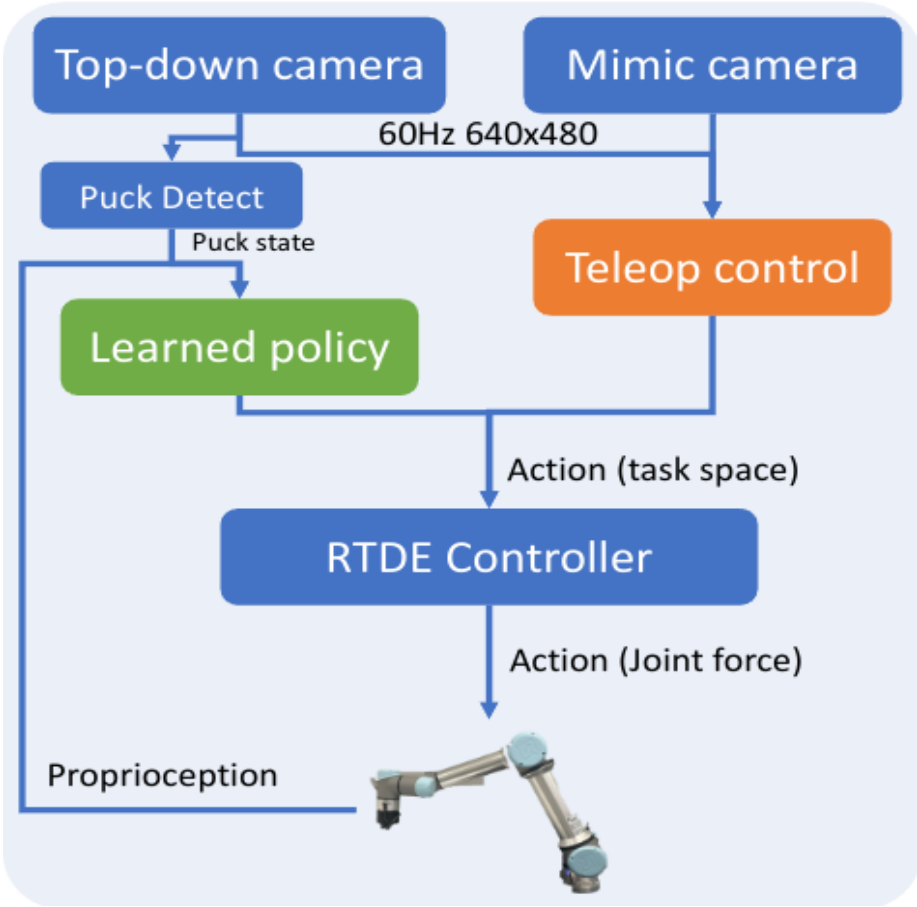 Top-down camera
Mimic camera
60Hz 640x480
Puck Detect
Puck state
Teleop control
Learned policy
Action (task space)
RTDE Controller
Action (Joint force)
Proprioception